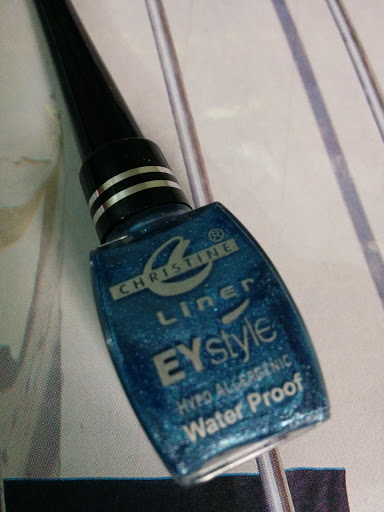 CHRISTINE ®
Liner
EYstyle
HYPO ALLERGENIC
Water Proof